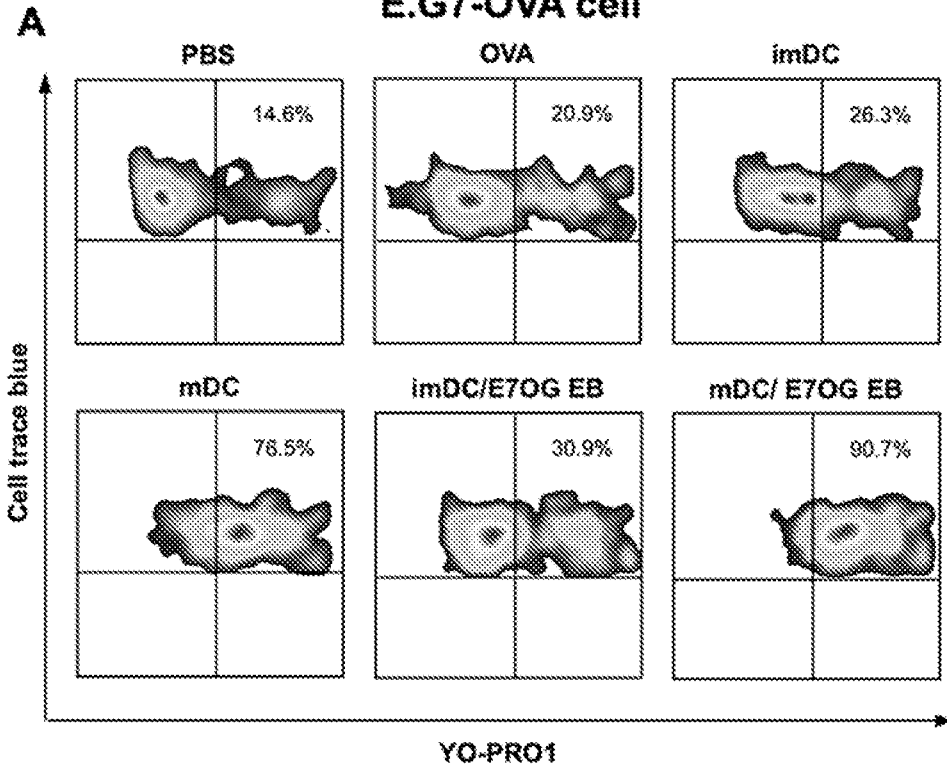 A
E.G7-OVA cell
PBS
OVA
imDC
14.6%
20.9%
26.3%
mDC
imDC/E7OG EB
mDC/ E7OG EB
76.5%
30.9%
90.7%
Cell trace blue
YO-PRO1